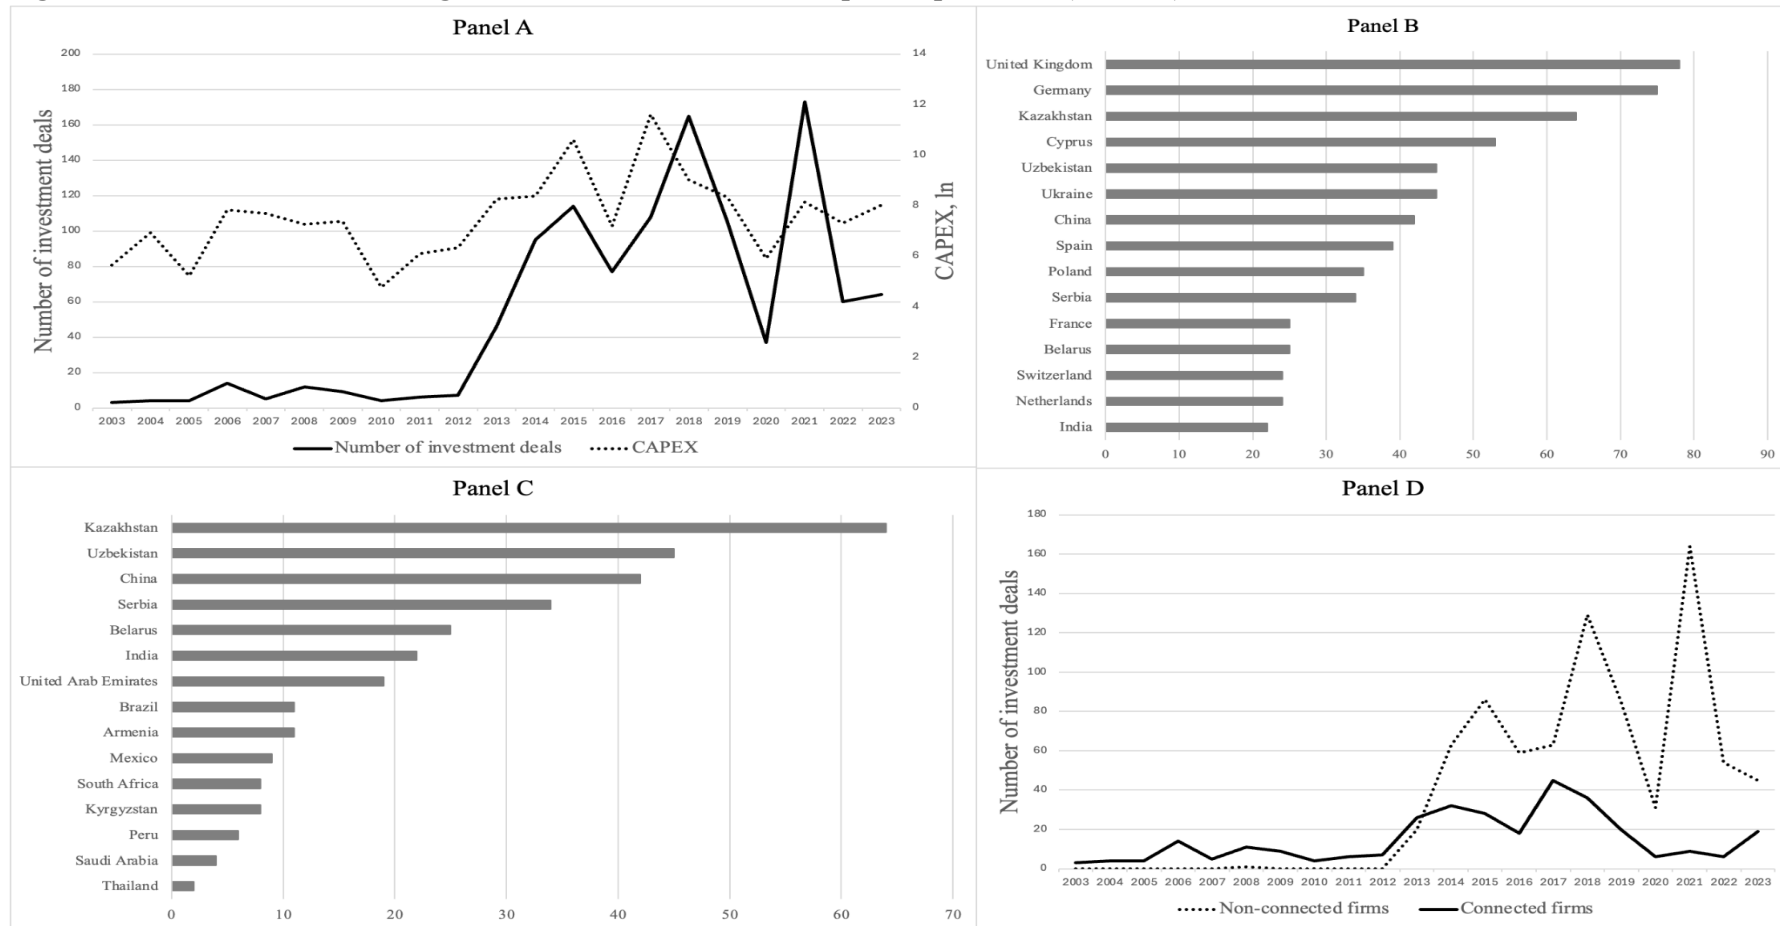 Panel A
200
180
160
140
120
100
80
60
40
20
0
14
12
10
8
6
4
2
0
Number of investment deals
CAPEX, ln
2003 2004 2005 2006 2007 2008 2009 2010 2011 2012 2013 2014 2015 2016 2017 2018 2019 2020 2021 2022 2023
Number of investment deals CAPEX
Panel B
United Kingdom
Germany
Kazakhstan
Cyprus
Uzbekistan
Ukraine
China
Spain
Poland
Serbia
France
Belarus
Switzerland
Netherlands
India
0 10 20 30 40 50 60 70 80 90
Panel C
Kazakhstan
Uzbekistan
China
Serbia
Belarus
India
United Arab Emirates
Brazil
Armenia
Mexico
South Africa
Kyrgyzstan
Peru
Saudi Arabia
Thailand
0 10 20 30 40 50 60 70
Panel D
180
160
140
120
100
80
60
40
20
0
Number of investment deals
2003 2004 2005 2006 2007 2008 2009 2010 2011 2012 2013 2014 2015 2016 2017 2018 2019 2020 2021 2022 2023
Non-connected firms Connected firms